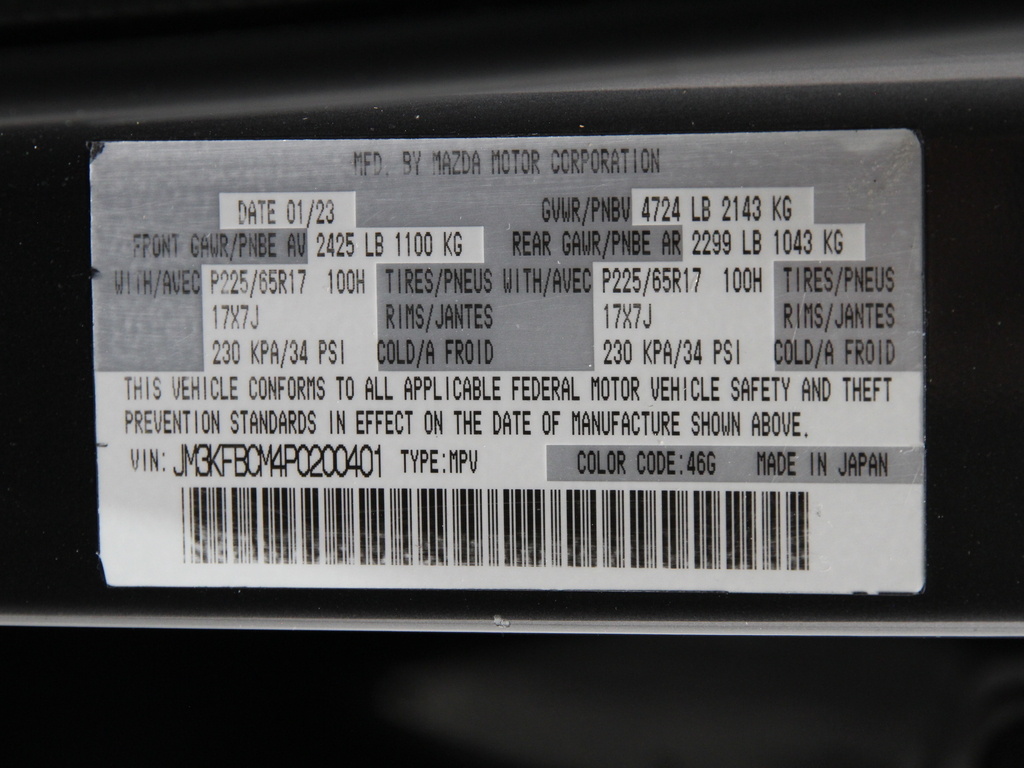 MFD. BY MAZDA MOTOR CORPORATION
DATE 01/23 GVWR/PNBV 4724 LB 2143 KG
FRONT GAWR/PNBE AV 2425 LB 1100 KG REAR GAWR/PNBE AR 2299 LB 1043 KG
WITH/AVEC P225/65R17 100H TIRES/PNEUS WITH/AVEC P225/65R17 100H TIRES/PNEUS
17X7J RIMS/JANTES 17X7J RIMS/JANTES
230 KPA/34 PSI COLD/A FROID 230 KPA/34 PSI COLD/A FROID
THIS VEHICLE CONFORMS TO ALL APPLICABLE FEDERAL MOTOR VEHICLE SAFETY AND THEFT
PREVENTION STANDARDS IN EFFECT ON THE DATE OF MANUFACTURE SHOWN ABOVE.
VIN: JM3KFBCM4P0200401 TYPE:MPV COLOR CODE:46G MADE IN JAPAN